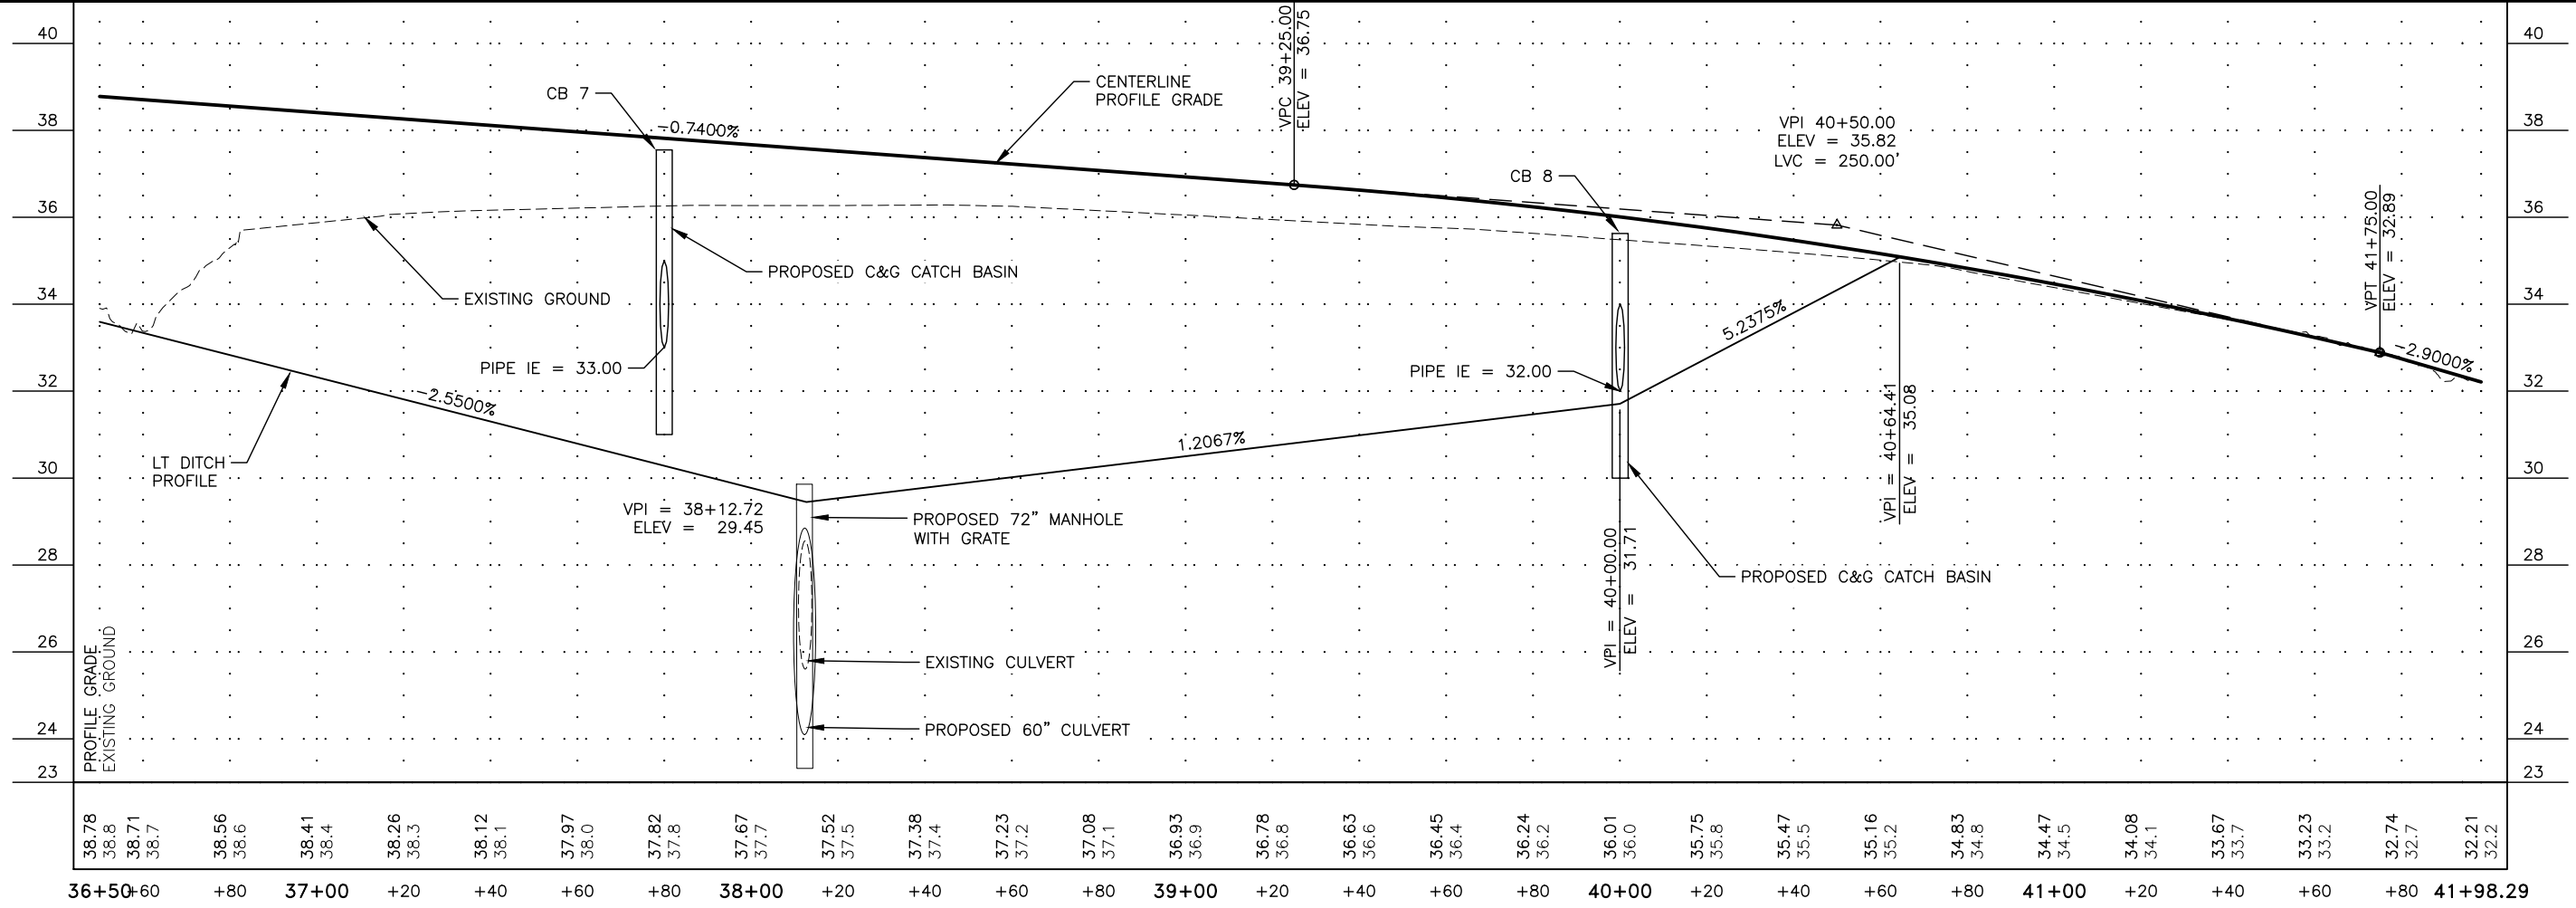 VPC 39+25.00
ELEV = 36.75
40
40
CENTERLINE
PROFILE GRADE
CB 7
-0.7400%
38
38
VPI 40+50.00
ELEV = 35.82
LVC = 250.00'
CB 8
VPT 41+75.00
ELEV = 32.89
36
36
PROPOSED C&G CATCH BASIN
EXISTING GROUND
34
34
PIPE IE = 33.00
PIPE IE = 32.00
5.2375%
-2.9000%
32
32
-2.5500%
1.2067%
VPI = 40+64.41
ELEV = 35.08
LT DITCH
PROFILE
30
30
VPI = 38+12.72
ELEV = 29.45
PROPOSED 72" MANHOLE
WITH GRATE
28
28
VPI = 40+00.00
ELEV = 31.71
PROPOSED C&G CATCH BASIN
26
26
EXISTING CULVERT
PROPOSED 60" CULVERT
24
24
23
23
PROFILE GRADE
EXISTING GROUND
38.78
38.8
38.71
38.7
38.56
38.6
38.41
38.4
38.26
38.3
38.12
38.1
37.97
38.0
37.82
37.8
37.67
37.7
37.52
37.5
37.38
37.4
37.23
37.2
37.08
37.1
36.93
36.9
36.78
36.8
36.63
36.6
36.45
36.4
36.24
36.2
36.01
36.0
35.75
35.8
35.47
35.5
35.16
35.2
34.83
34.8
34.47
34.5
34.08
34.1
33.67
33.7
33.23
33.2
32.74
32.7
32.21
32.2
36+50 +60 +80 37+00 +20 +40 +60 +80 38+00 +20 +40 +60 +80 39+00 +20 +40 +60 +80 40+00 +20 +40 +60 +80 41+00 +20 +40 +60 +80 41+98.29